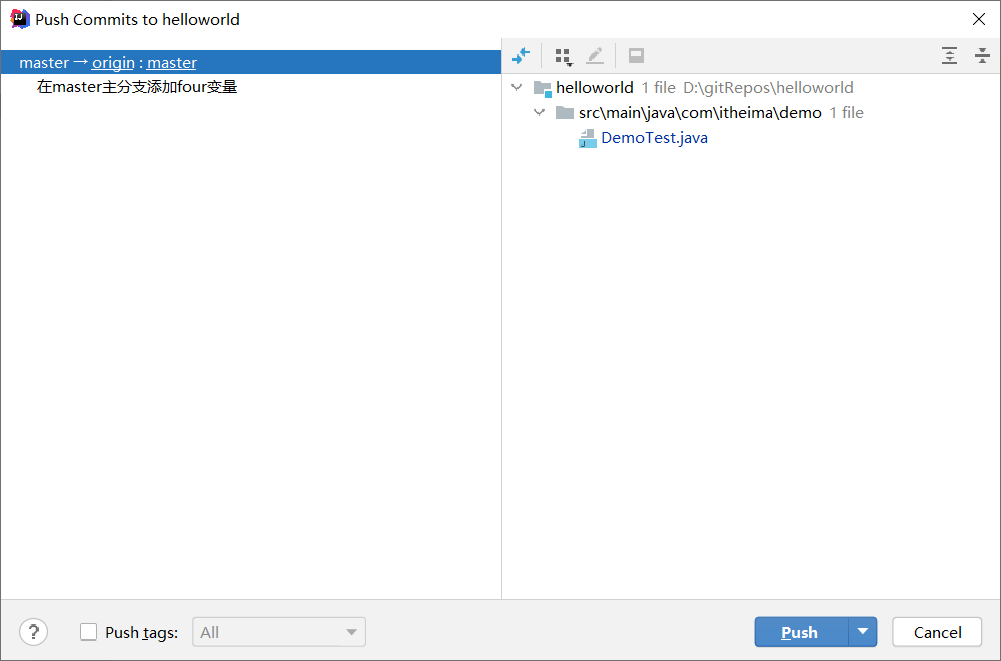 Push Commits to helloworld
master → origin : master
在master主分支添加four变量
helloworld 1 file D:\gitRepos\helloworld
src\main\java\com\itheima\demo 1 file
DemoTest.java
? Push tags: All Push Cancel